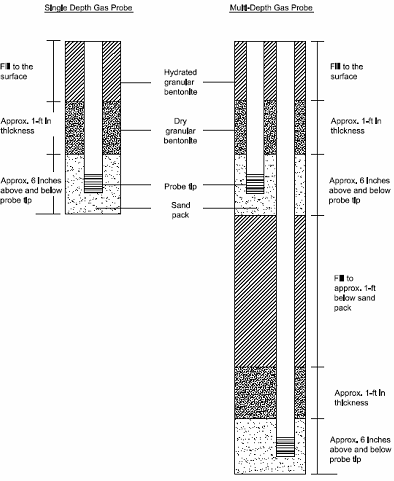 Single Depth Gas Probe
Multi-Depth Gas Probe
Fill to the
surface
Approx. 1-ft in
thickness
Approx. 6 inches
above and below
probe tip
Hydrated
granular
bentonite
Dry
granular
bentonite
Probe tip
Sand
pack
Fill to the
surface
Approx. 1-ft in
thickness
Approx. 6 inches
above and below
probe tip
Fill to
approx. 1-ft
below sand
pack
Approx. 1-ft in
thickness
Approx. 6 inches
above and below
probe tip